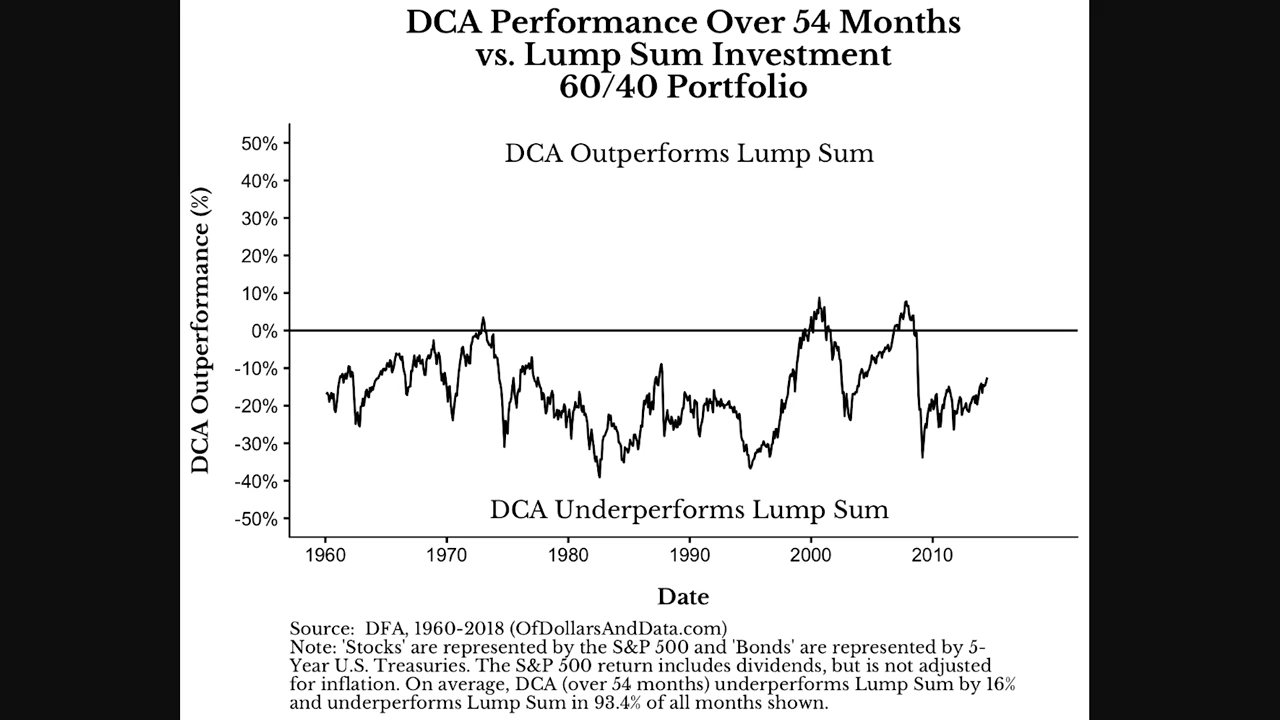 DCA Performance Over 54 Months
vs. Lump Sum Investment
60/40 Portfolio
DCA Outperforms Lump Sum
DCA Outperformance (%)
50%
40%
30%
20%
10%
0%
-10%
-20%
-30%
-40%
-50%
DCA Underperforms Lump Sum
1960 1970 1980 1990 2000 2010
Date
Source:  DFA, 1960-2018 (OfDollarsAndData.com)
Note: 'Stocks' are represented by the S&P 500 and 'Bonds' are represented by 5-
Year U.S. Treasuries. The S&P 500 return includes dividends, but is not adjusted
for inflation. On average, DCA (over 54 months) underperforms Lump Sum by 16%
and underperforms Lump Sum in 93.4% of all months shown.